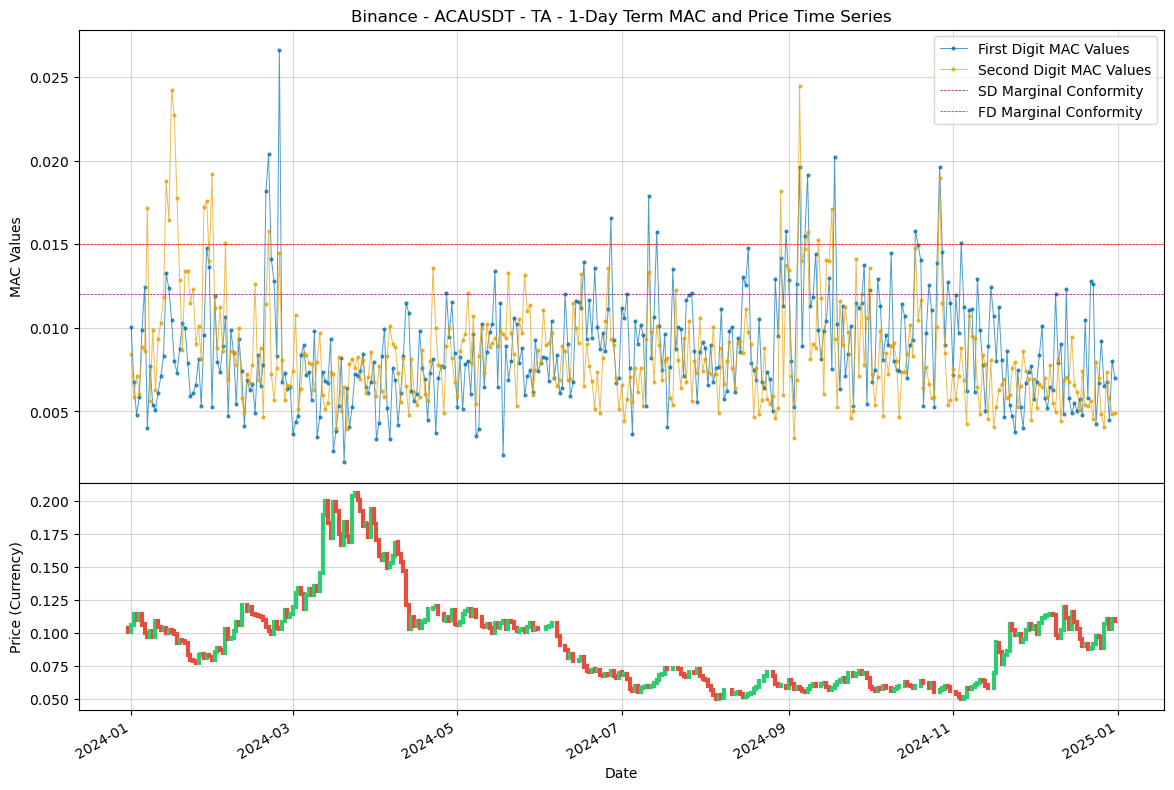 Binance - ACAUSDT - TA - 1-Day Term MAC and Price Time Series
First Digit MAC Values
Second Digit MAC Values
SD Marginal Conformity
FD Marginal Conformity
MAC Values
0.025
0.020
0.015
0.010
0.005
Price (Currency)
0.200
0.175
0.150
0.125
0.100
0.075
0.050
2024-01
2024-03
2024-05
2024-07
2024-09
2024-11
2025-01
Date